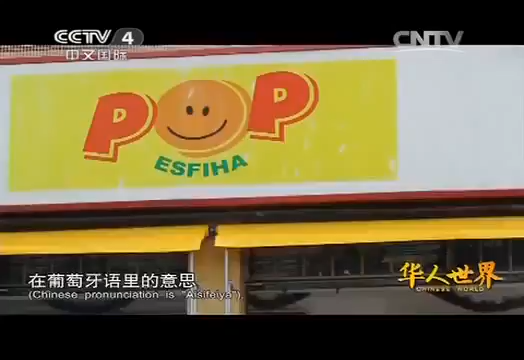 CCTV 4
中文国际
CNTV
POP
ESFIHA
在葡萄牙语里的意思
(Chinese pronunciation is "Aisifeiya").
华人世界
CHINESE WORLD